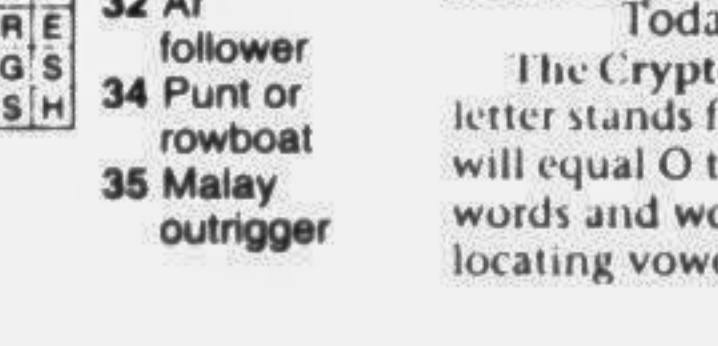 R E
G S
S H
32
follower
34 Punt or
rowboat
35 Malay
outrigger
Toda
The Crypt
letter stands f
will equal O t
words and wo
locating vowe